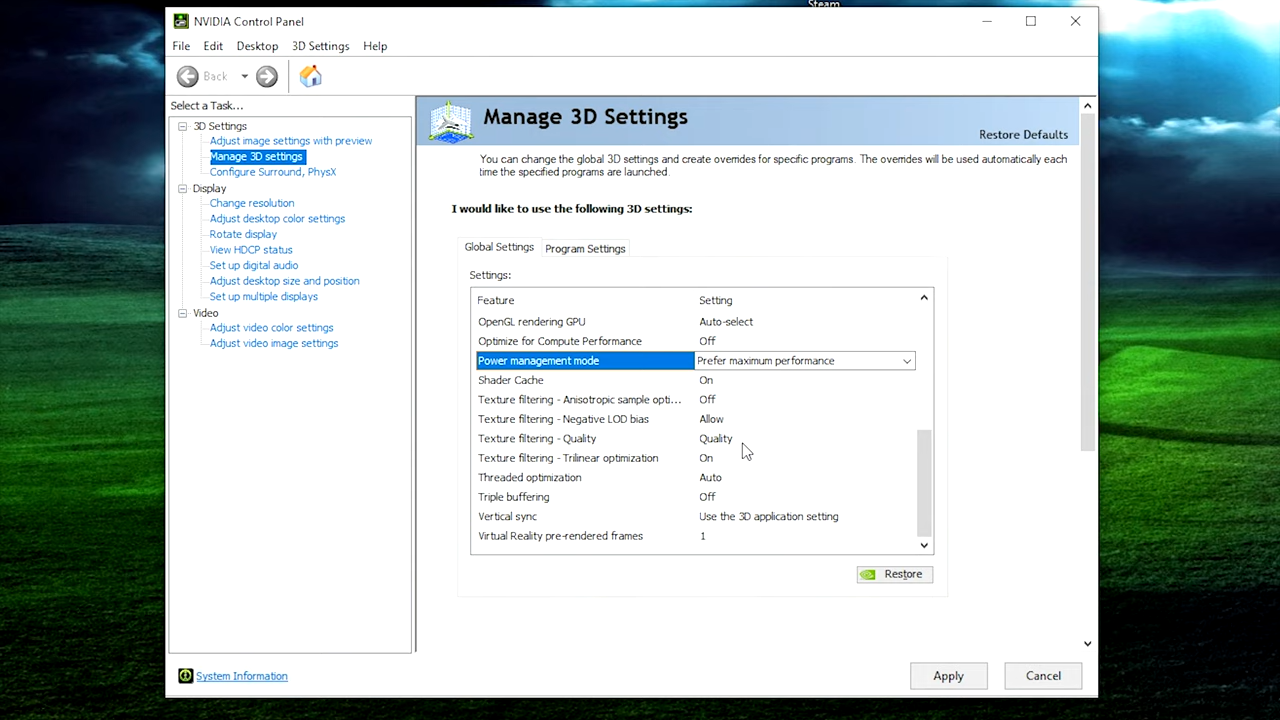 Steam
NVIDIA Control Panel
File Edit Desktop 3D Settings Help
Back
Select a Task...
3D Settings
Adjust image settings with preview
Manage 3D settings
Configure Surround, PhysX
Display
Change resolution
Adjust desktop color settings
Rotate display
View HDCP status
Set up digital audio
Adjust desktop size and position
Set up multiple displays
Video
Adjust video color settings
Adjust video image settings
System Information
Manage 3D Settings
Restore Defaults
You can change the global 3D settings and create overrides for specific programs. The overrides will be used automatically each
time the specified programs are launched.
I would like to use the following 3D settings:
Global Settings Program Settings
Settings:
Feature Setting
OpenGL rendering GPU Auto-select
Optimize for Compute Performance Off
Power management mode Prefer maximum performance
Shader Cache On
Texture filtering - Anisotropic sample opti... Off
Texture filtering - Negative LOD bias Allow
Texture filtering - Quality Quality
Texture filtering - Trilinear optimization On
Threaded optimization Auto
Triple buffering Off
Vertical sync Use the 3D application setting
Virtual Reality pre-rendered frames 1
Restore
Apply Cancel